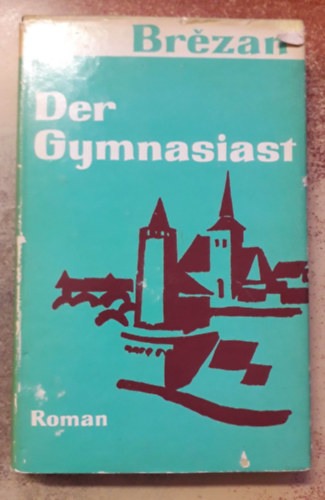 Brězan
Der
Gymnasiast
Roman